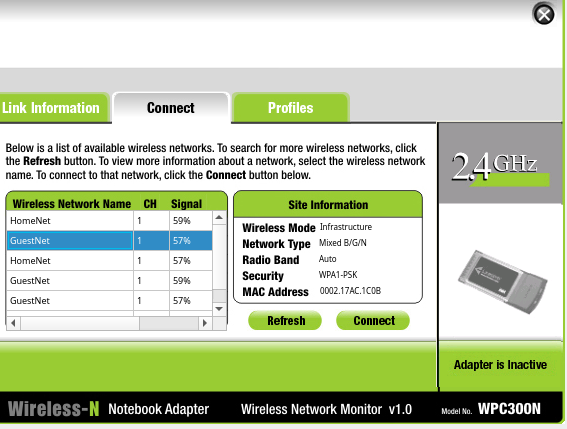 Link Information
Connect
Profiles
Below is a list of available wireless networks. To search for more wireless networks, click
the Refresh button. To view more information about a network, select the wireless network
name. To connect to that network, click the Connect button below.
2.4GHz
Wireless Network Name CH Signal
HomeNet 1 59%
GuestNet 1 57%
HomeNet 1 57%
GuestNet 1 59%
GuestNet 1 57%
Site Information
Wireless Mode Infrastructure
Network Type Mixed B/G/N
Radio Band Auto
Security WPA1-PSK
MAC Address 0002.17AC.1C0B
Refresh
Connect
Adapter is Inactive
Wireless-N Notebook Adapter Wireless Network Monitor v1.0 Model No. WPC300N